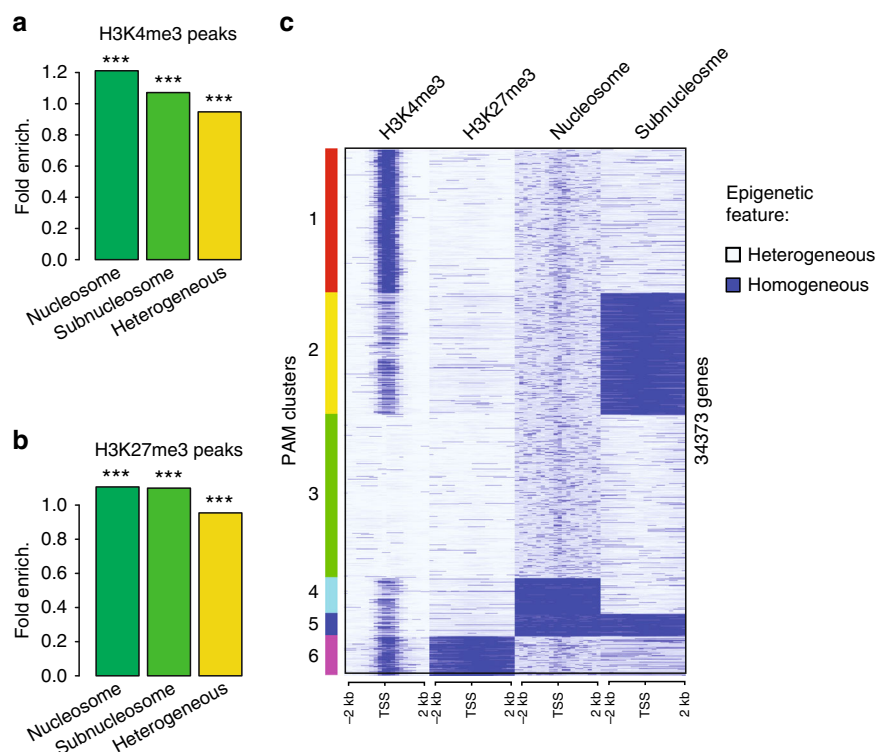 a
H3K4me3 peaks
Fold enrich.
1.2
1.0
0.8
0.6
0.4
0.2
0.0
***
***
***
Nucleosome
Subnucleosome
Heterogeneous
b
H3K27me3 peaks
Fold enrich.
1.0
0.8
0.6
0.4
0.2
0.0
***
***
***
Nucleosome
Subnucleosome
Heterogeneous
c
H3K4me3
H3K27me3
Nucleosome
Subnucleosme
PAM clusters
1
2
3
4
5
6
34373 genes
–2 kb
TSS
2 kb
–2 kb
TSS
2 kb
–2 kb
TSS
2 kb
–2 kb
TSS
2 kb
Epigenetic
feature:
Heterogeneous
Homogeneous